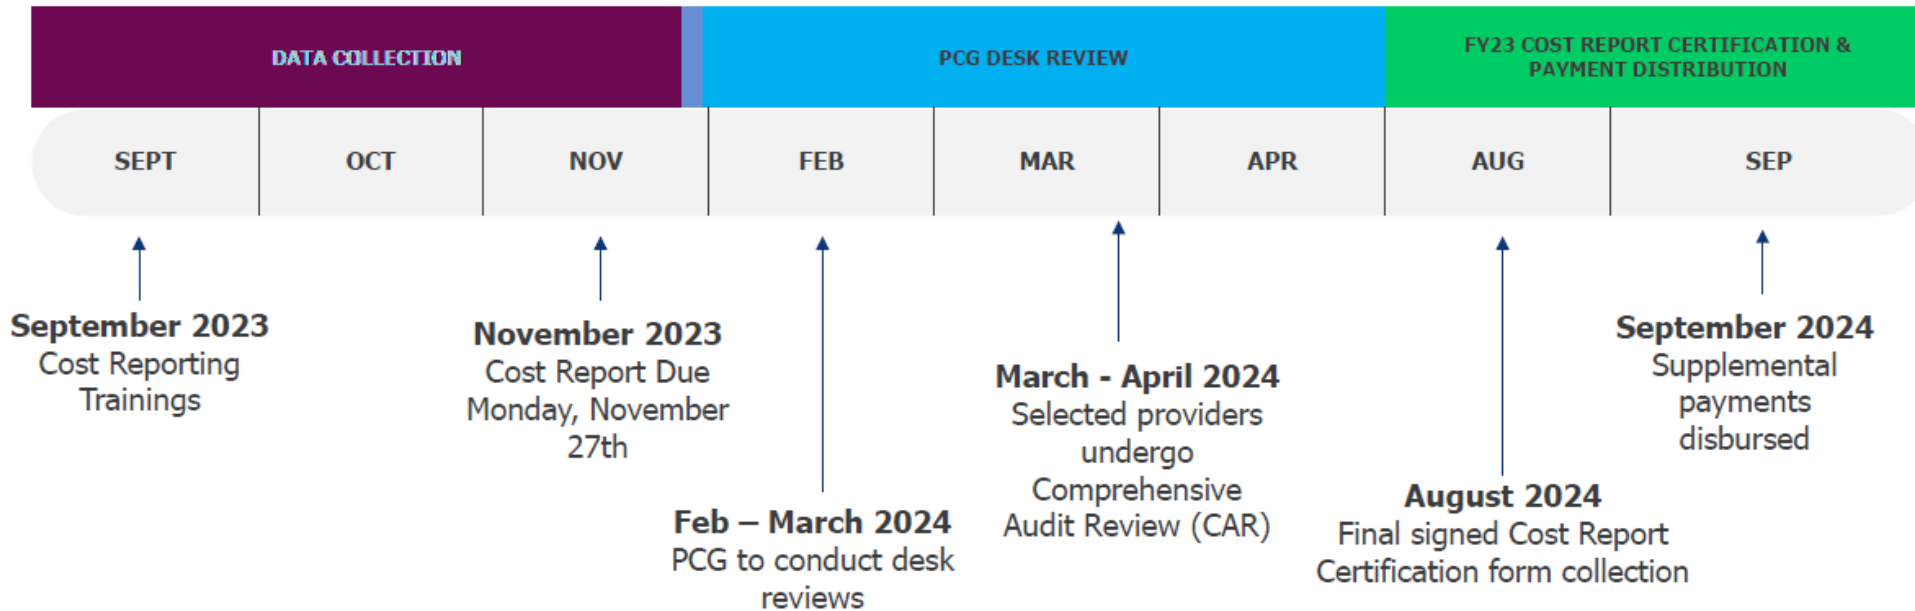 DATA COLLECTION
PCG DESK REVIEW
FY23 COST REPORT CERTIFICATION &
PAYMENT DISTRIBUTION
SEPT
OCT
NOV
FEB
MAR
APR
AUG
SEP
September 2023
Cost Reporting
Trainings
November 2023
Cost Report Due
Monday, November
27th
Feb – March 2024
PCG to conduct desk
reviews
March - April 2024
Selected providers
undergo
Comprehensive
Audit Review (CAR)
August 2024
Final signed Cost Report
Certification form collection
September 2024
Supplemental
payments
disbursed